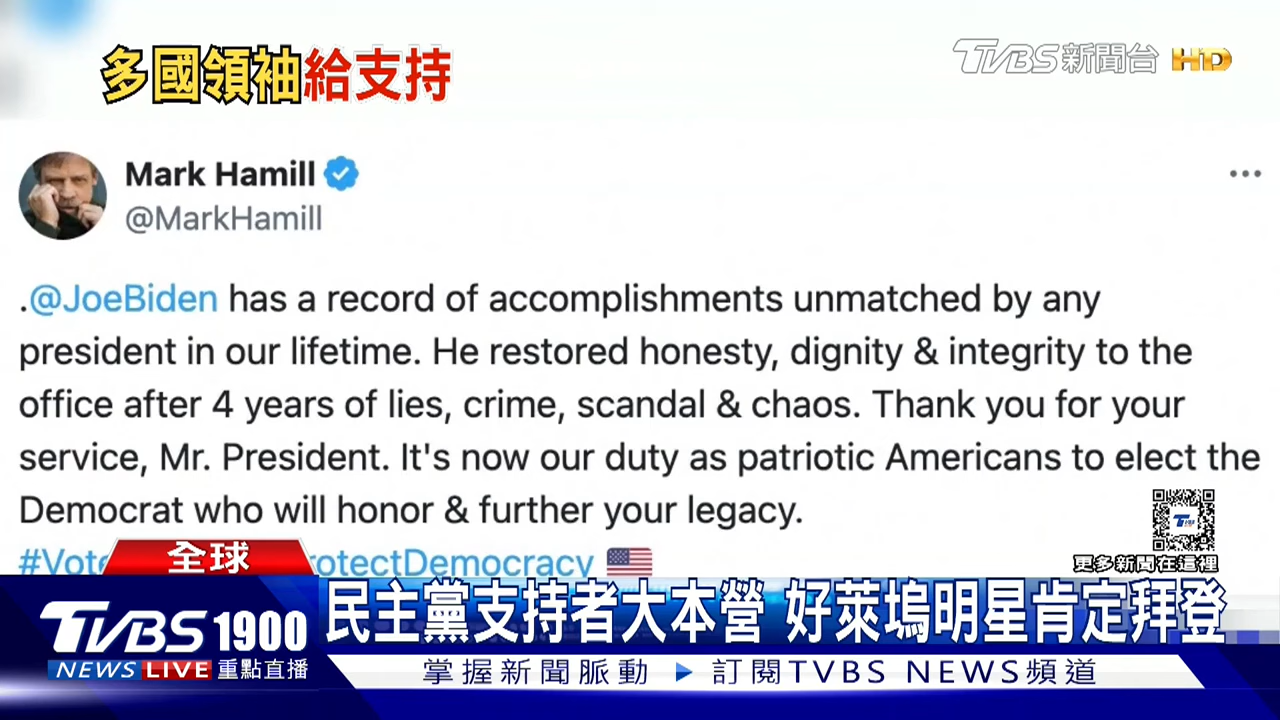 多國領袖給支持
TVBS新聞台 HD
Mark Hamill
@MarkHamill
.@JoeBiden has a record of accomplishments unmatched by any
president in our lifetime. He restored honesty, dignity & integrity to the
office after 4 years of lies, crime, scandal & chaos. Thank you for your
service, Mr. President. It's now our duty as patriotic Americans to elect the
Democrat who will honor & further your legacy.
#Vote rotectDemocracy
TVBS
更多新聞在這裡
全球
民主黨支持者大本營 好萊塢明星肯定拜登
TVBS 1900
NEWS LIVE 重點直播
掌握新聞脈動 ▶ 訂閱TVBS NEWS頻道